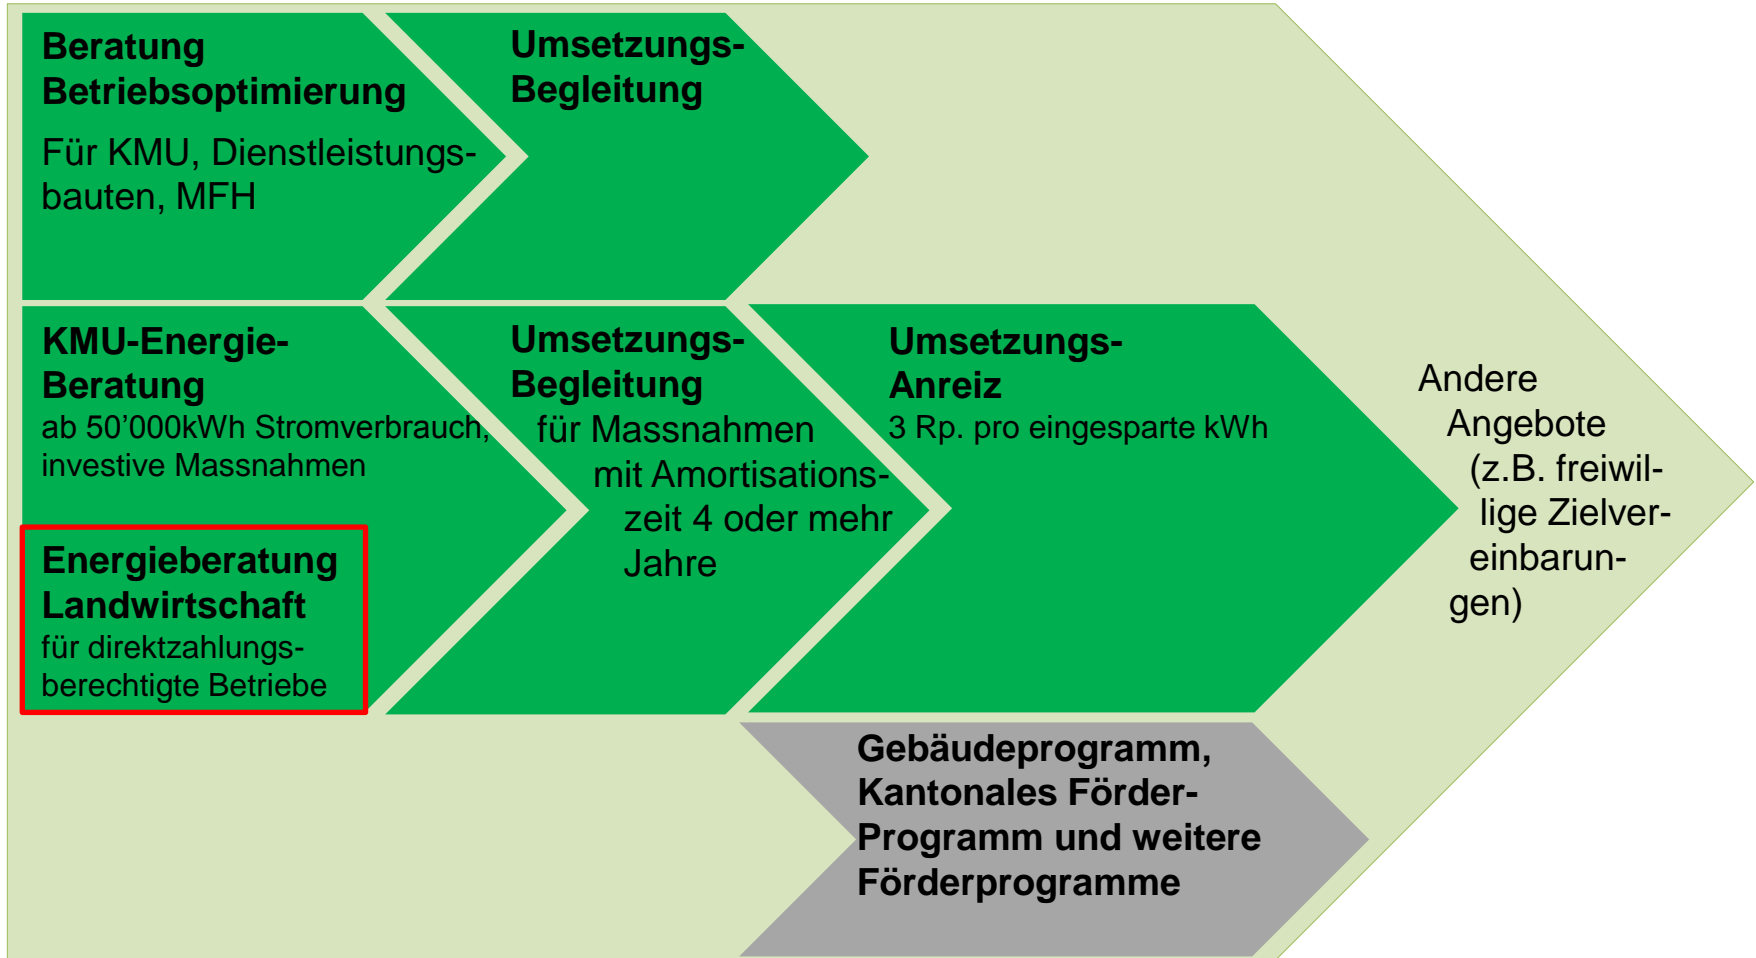 Beratung
Betriebsoptimierung
Für KMU, Dienstleistungs-
bauten, MFH
Umsetzungs-
Begleitung
KMU-Energie-
Beratung
ab 50’000kWh Stromverbrauch,
investive Massnahmen
Energieberatung
Landwirtschaft
für direktzahlungs-
berechtigte Betriebe
Umsetzungs-
Begleitung
für Massnahmen
mit Amortisations-
zeit 4 oder mehr
Jahre
Umsetzungs-
Anreiz
3 Rp. pro eingesparte kWh
Andere
Angebote
(z.B. freiwil-
lige Zielver-
einbarun-
gen)
Gebäudeprogramm,
Kantonales Förder-
Programm und weitere
Förderprogramme